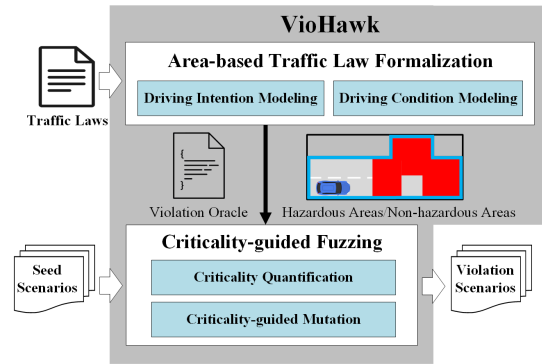 VioHawk
Area-based Traffic Law Formalization
Driving Intention Modeling
Driving Condition Modeling
Traffic Laws
{
}
Violation Oracle
Hazardous Areas/Non-hazardous Areas
Criticality-guided Fuzzing
Seed
Scenarios
Criticality Quantification
Criticality-guided Mutation
Violation
Scenarios